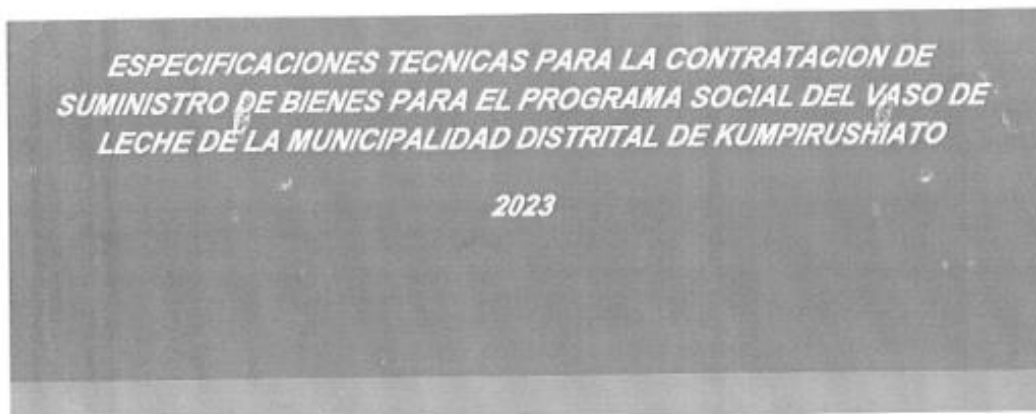 ESPECIFICACIONES TECNICAS PARA LA CONTRATACION DE
SUMINISTRO DE BIENES PARA EL PROGRAMA SOCIAL DEL VASO DE
LECHE DE LA MUNICIPALIDAD DISTRITAL DE KUMPIRUSHIATO
2023